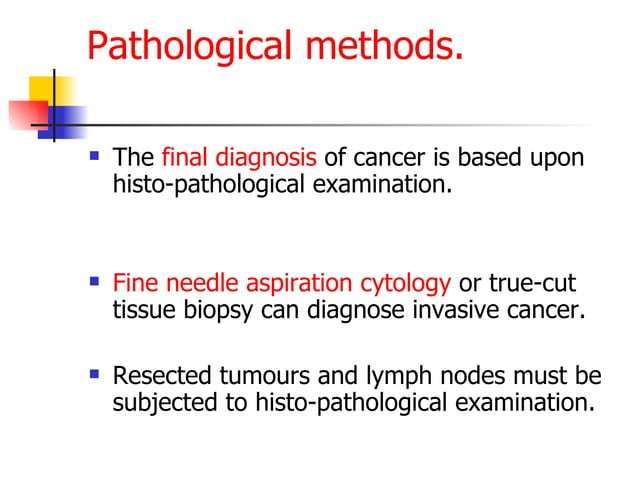 Pathological methods.
The final diagnosis of cancer is based upon
histo-pathological examination.
Fine needle aspiration cytology or true-cut
tissue biopsy can diagnose invasive cancer.
Resected tumours and lymph nodes must be
subjected to histo-pathological examination.